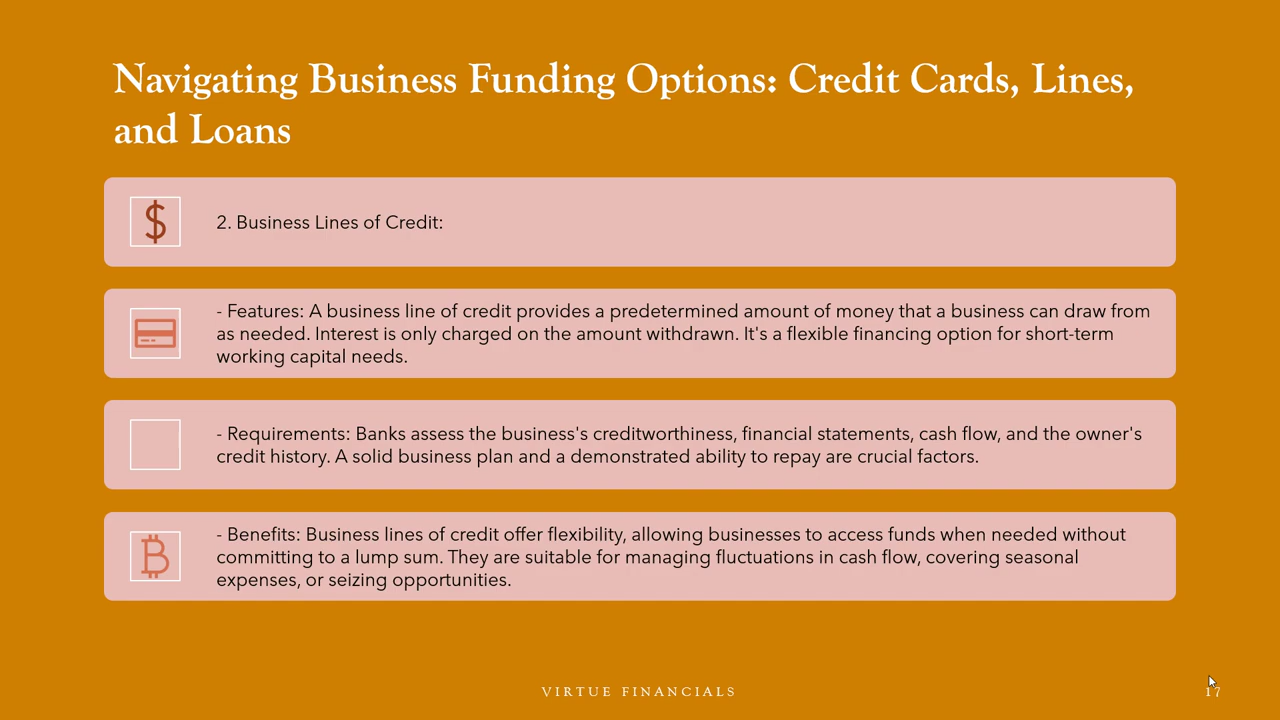 Navigating Business Funding Options: Credit Cards, Lines,
and Loans
$
2. Business Lines of Credit:
- Features: A business line of credit provides a predetermined amount of money that a business can draw from
as needed. Interest is only charged on the amount withdrawn. It's a flexible financing option for short-term
working capital needs.
- Requirements: Banks assess the business's creditworthiness, financial statements, cash flow, and the owner's
credit history. A solid business plan and a demonstrated ability to repay are crucial factors.
- Benefits: Business lines of credit offer flexibility, allowing businesses to access funds when needed without
committing to a lump sum. They are suitable for managing fluctuations in cash flow, covering seasonal
expenses, or seizing opportunities.
VIRTUE FINANCIALS
17